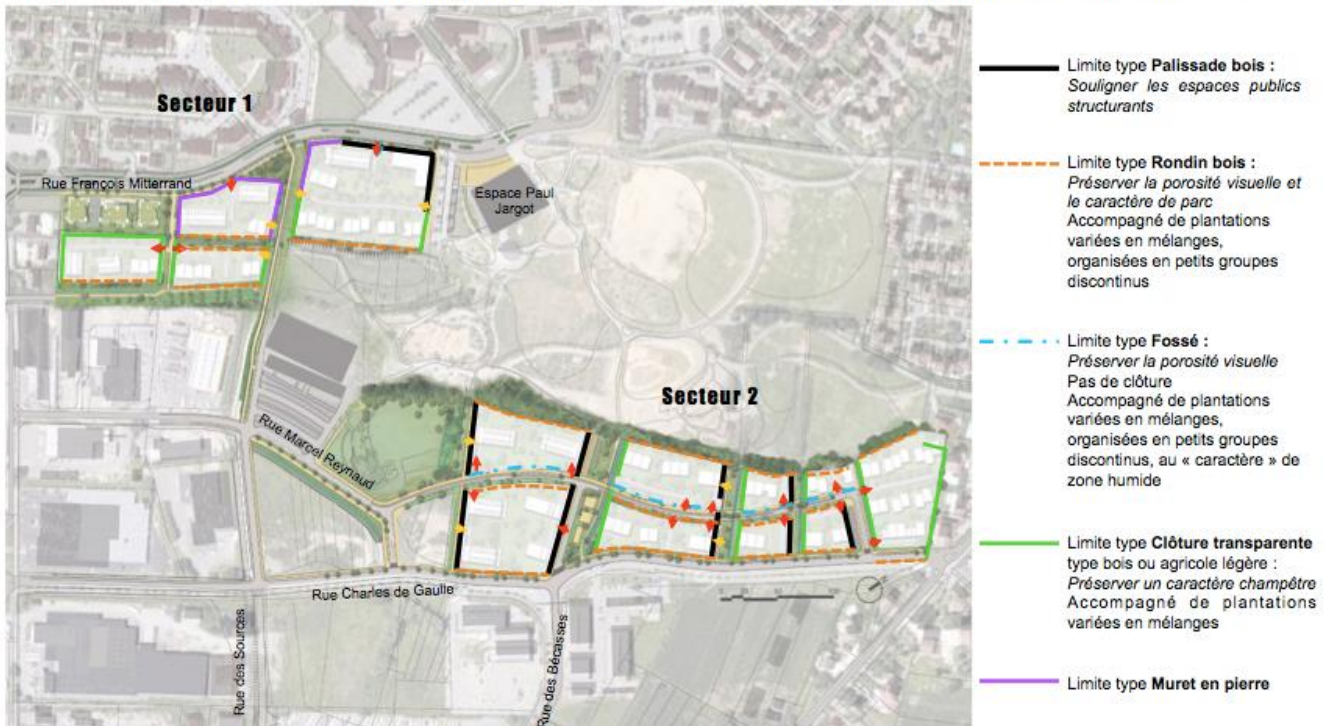 Secteur 1
Rue François Mitterrand
Espace Paul
Jargot
Secteur 2
Rue Marcel Reynaud
Rue Charles de Gaulle
Rue des Sources
Rue des Bécasses
Limite type Palissade bois :
Souligner les espaces publics
structurants
Limite type Rondin bois :
Préserver la porosité visuelle et
le caractère de parc
Accompagné de plantations
variées en mélanges,
organisées en petits groupes
discontinus
Limite type Fossé :
Préserver la porosité visuelle
Pas de clôture
Accompagné de plantations
variées en mélanges,
organisées en petits groupes
discontinus, au « caractère » de
zone humide
Limite type Clôture transparente
type bois ou agricole légère :
Préserver un caractère champêtre
Accompagné de plantations
variées en mélanges
Limite type Muret en pierre